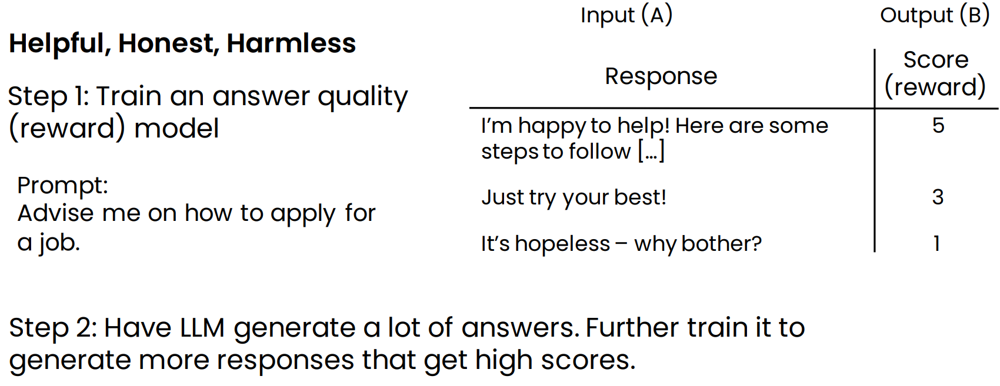 Helpful, Honest, Harmless
Step 1: Train an answer quality
(reward) model
Prompt:
Advise me on how to apply for
a job.
Input (A)
Output (B)
Response
Score
(reward)
I'm happy to help! Here are some
steps to follow [...]
5
Just try your best!
3
It's hopeless – why bother?
1
Step 2: Have LLM generate a lot of answers. Further train it to
generate more responses that get high scores.